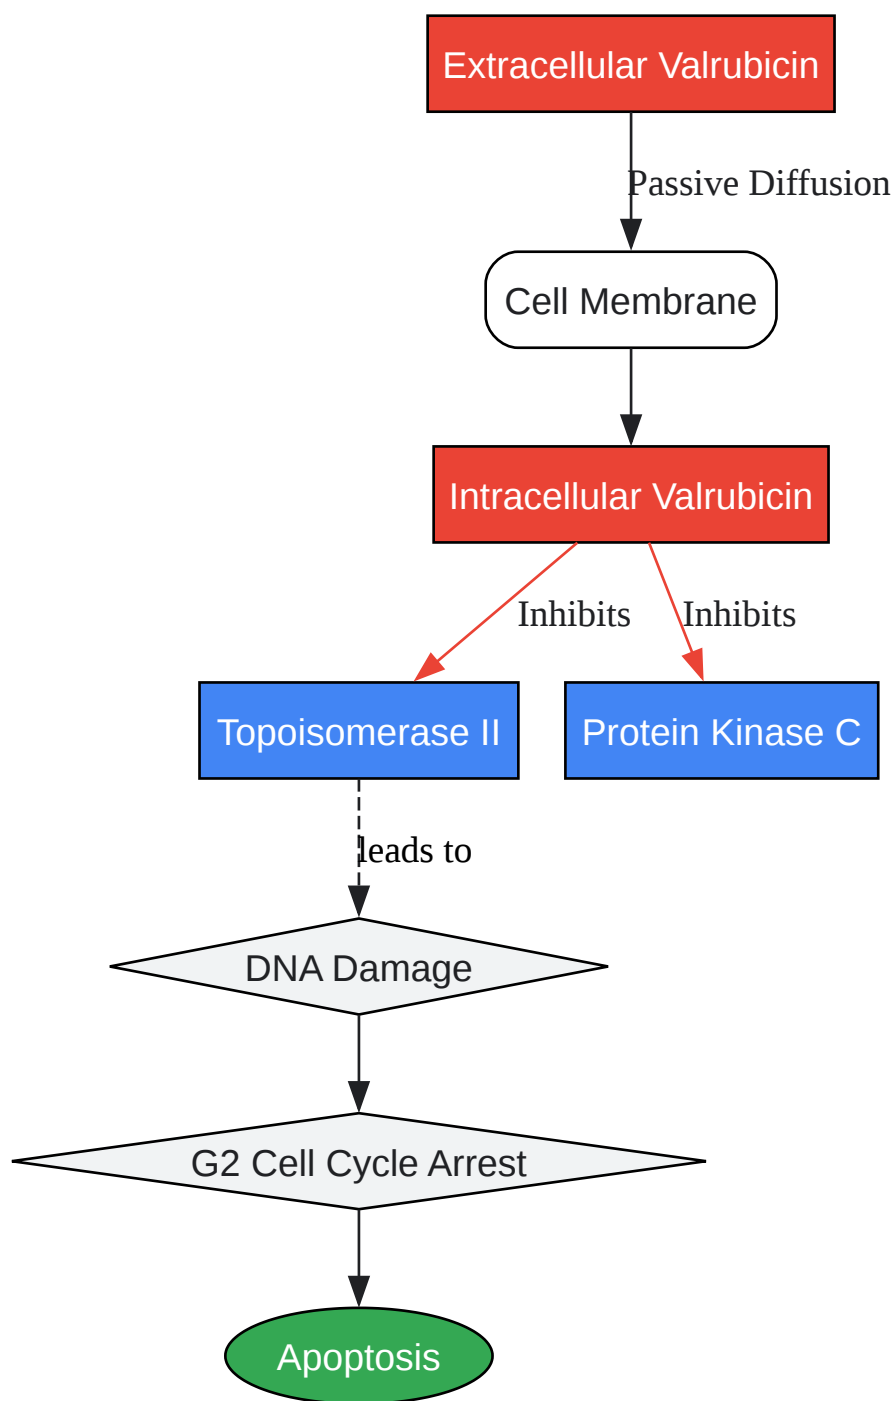 Extracellular Valrubicin
Passive Diffusion
Cell Membrane
Intracellular Valrubicin
Inhibits
Inhibits
Topoisomerase II
Protein Kinase C
leads to
DNA Damage
G2 Cell Cycle Arrest
Apoptosis